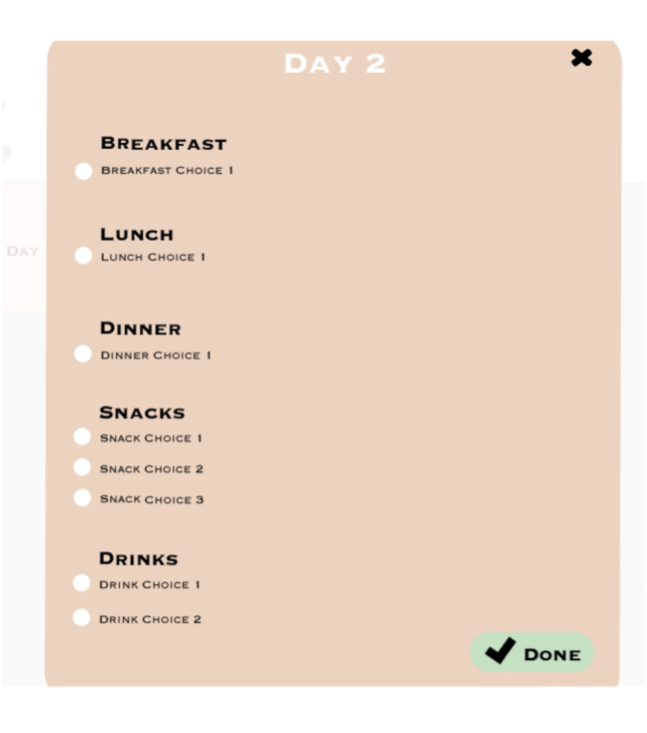 Day 2
Breakfast
Breakfast Choice 1
Lunch
Lunch Choice 1
Day
Dinner
Dinner Choice 1
Snacks
Snack Choice 1
Snack Choice 2
Snack Choice 3
Drinks
Drink Choice 1
Drink Choice 2
Done